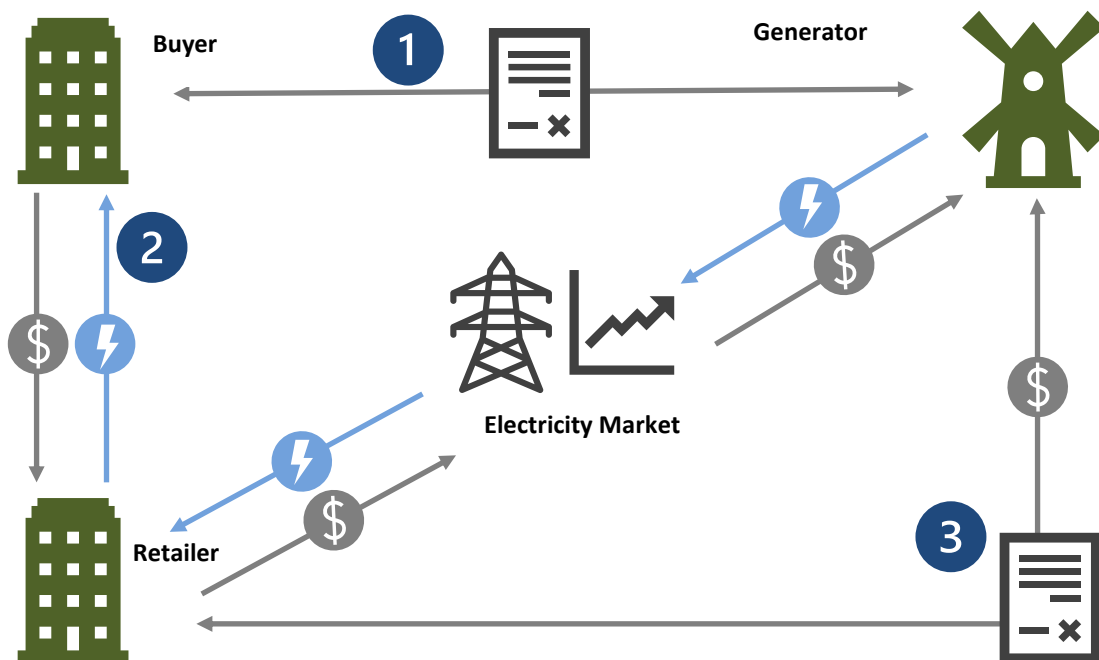 Buyer
1
Generator
2
$
$
$
Electricity Market
$
Retailer
3